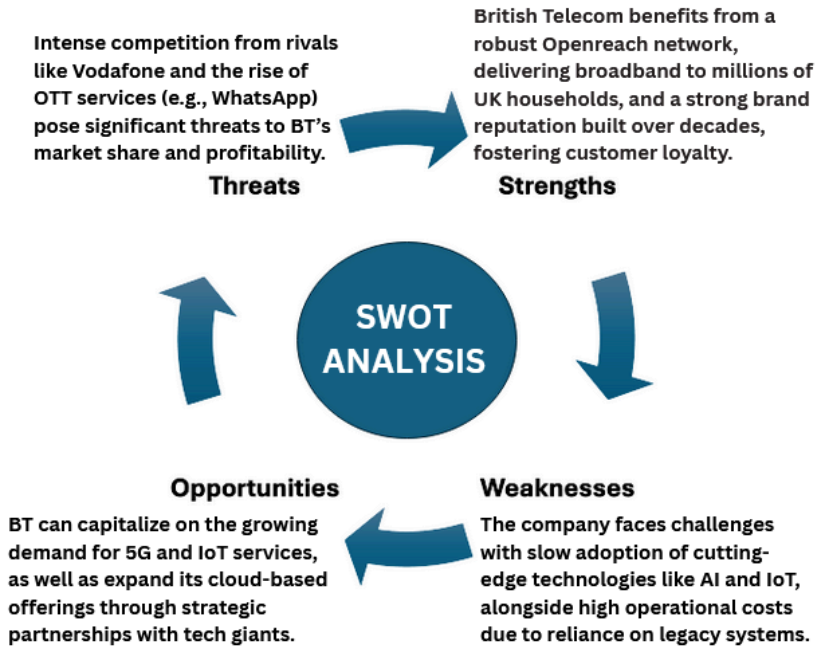 Intense competition from rivals
like Vodafone and the rise of
OTT services (e.g., WhatsApp)
pose significant threats to BT's
market share and profitability.
Threats
British Telecom benefits from a
robust Openreach network,
delivering broadband to millions of
UK households, and a strong brand
reputation built over decades,
fostering customer loyalty.
Strengths
SWOT
ANALYSIS
Opportunities
BT can capitalize on the growing
demand for 5G and IoT services,
as well as expand its cloud-based
offerings through strategic
partnerships with tech giants.
Weaknesses
The company faces challenges
with slow adoption of cutting-
edge technologies like AI and IoT,
alongside high operational costs
due to reliance on legacy systems.